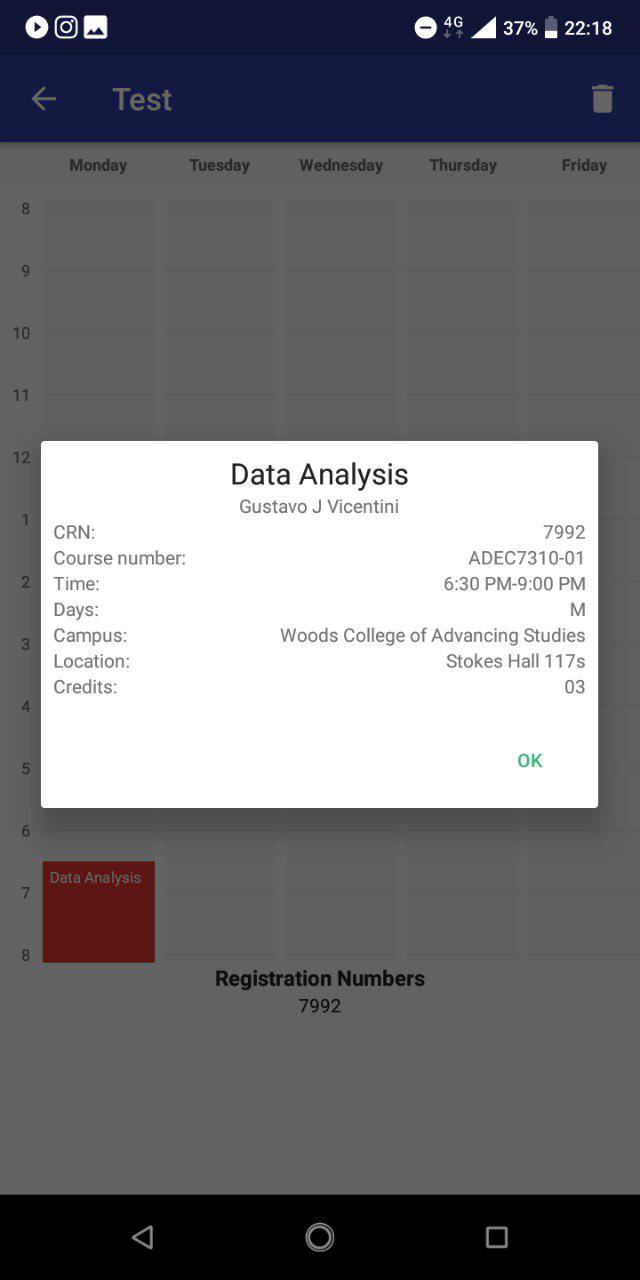 4G 37% 22:18
Test
Monday Tuesday Wednesday Thursday Friday
8
9
10
11
12
Data Analysis
Gustavo J Vicentini
CRN: 7992
1
Course number: ADEC7310-01
2
Time: 6:30 PM-9:00 PM
Days: M
Campus: Woods College of Advancing Studies
3
Location: Stokes Hall 117s
Credits: 03
4
OK
5
6
Data Analysis
7
8
Registration Numbers
7992